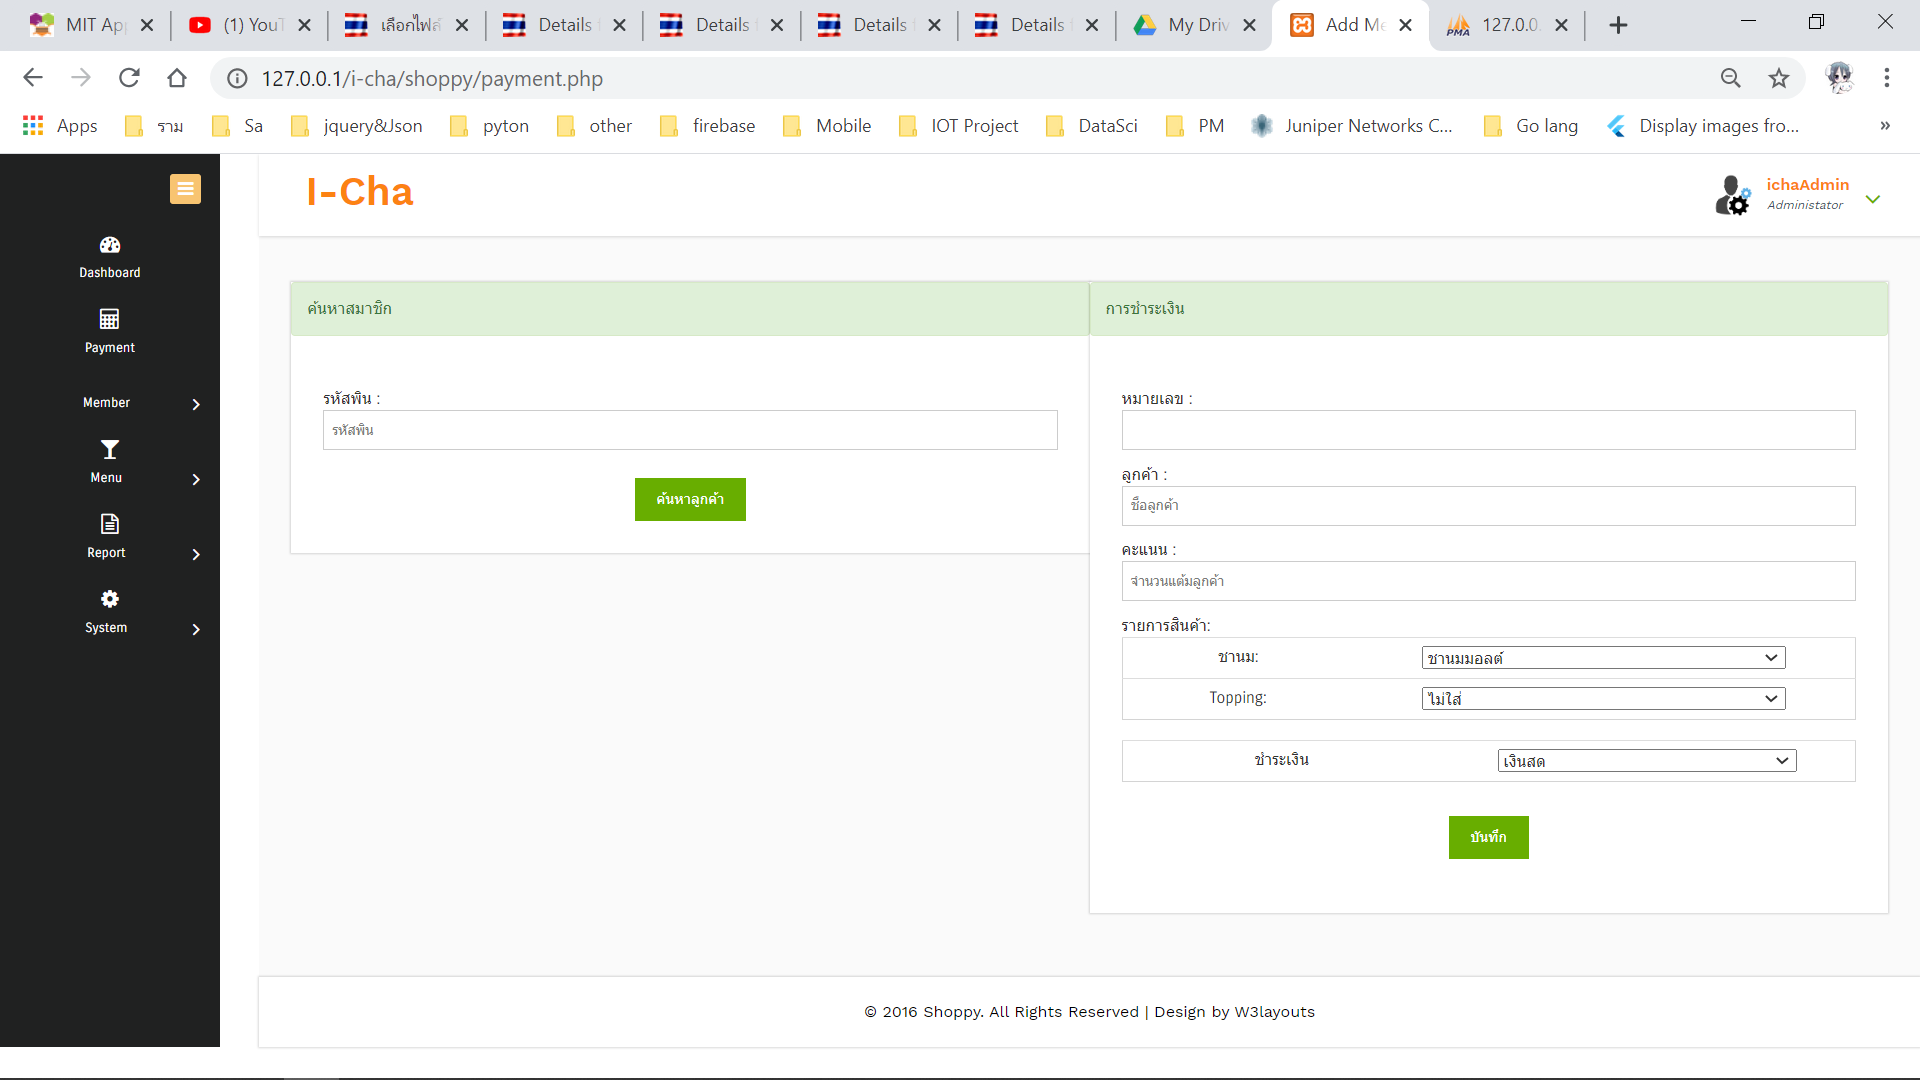 MIT Ap
(1) You
เลือกไฟล์
Details
Details
Details
Details
My Driv
Add Me
127.0.0
127.0.0.1/i-cha/shoppy/payment.php
Apps
ราม
Sa
jquery&Json
pyton
other
firebase
Mobile
IOT Project
DataSci
PM
Juniper Networks C...
Go lang
Display images fro...
»
I-Cha
ichaAdmin
Administator
Dashboard
Payment
Member
Menu
Report
System
ค้นหาสมาชิก
รหัสพิน :
รหัสพิน
ค้นหาลูกค้า
การชำระเงิน
หมายเลข :
ลูกค้า :
ชื่อลูกค้า
คะแนน :
จำนวนแต้มลูกค้า
รายการสินค้า:
ชานม: ชานมมอลต์
Topping: ไม่ใส่
ชำระเงิน เงินสด
บันทึก
© 2016 Shoppy. All Rights Reserved | Design by W3layouts